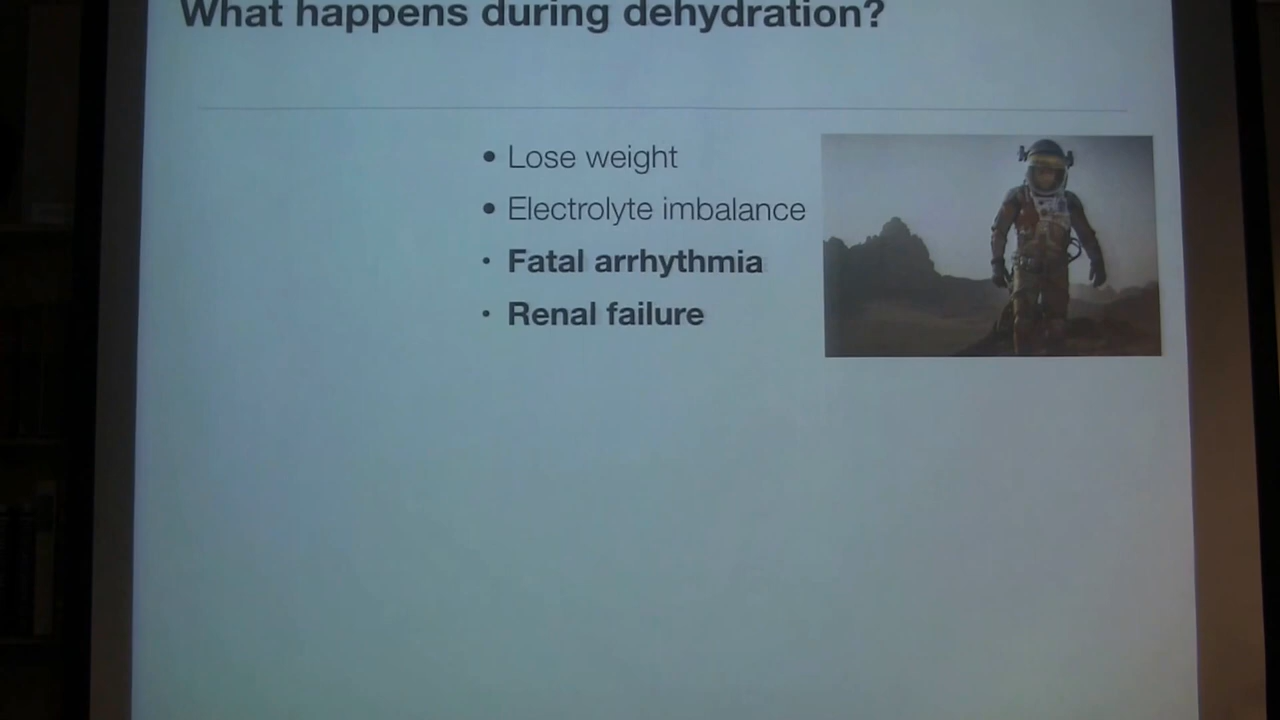 What happens during dehydration?
• Lose weight
• Electrolyte imbalance
• Fatal arrhythmia
• Renal failure